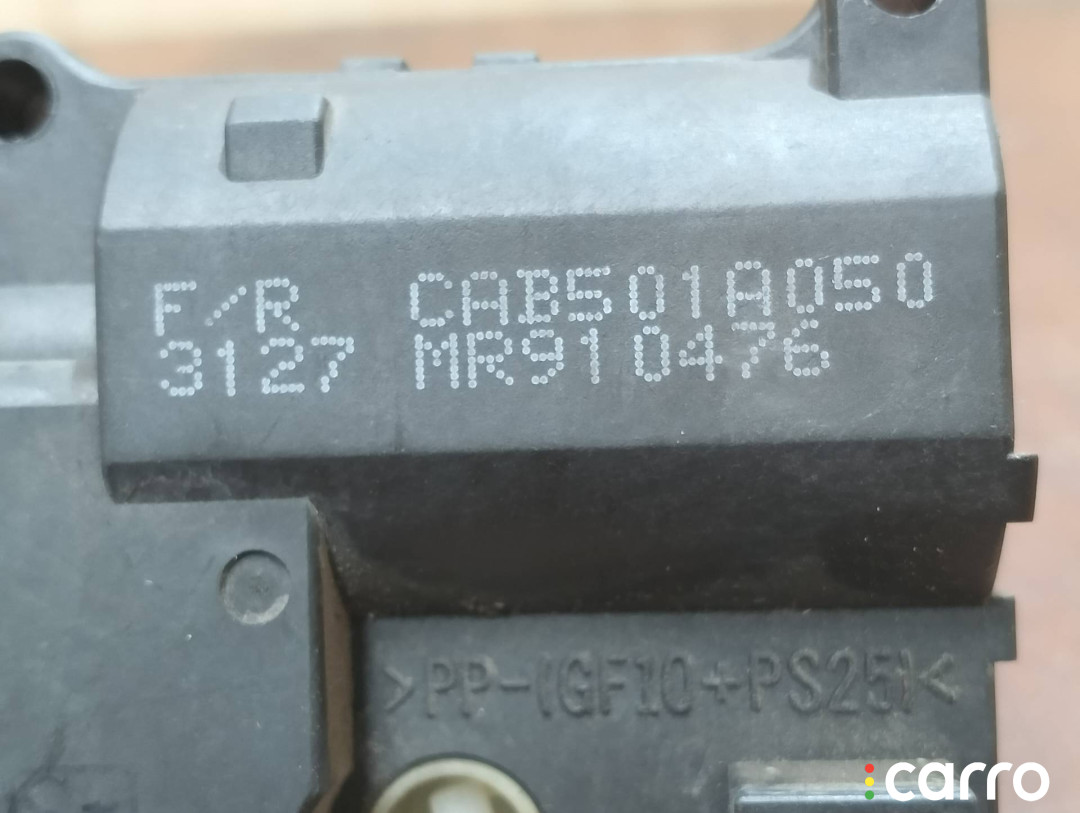 F/R CAB501A050
3127 MR910476
>PP-(GF10+PS25)<
carro